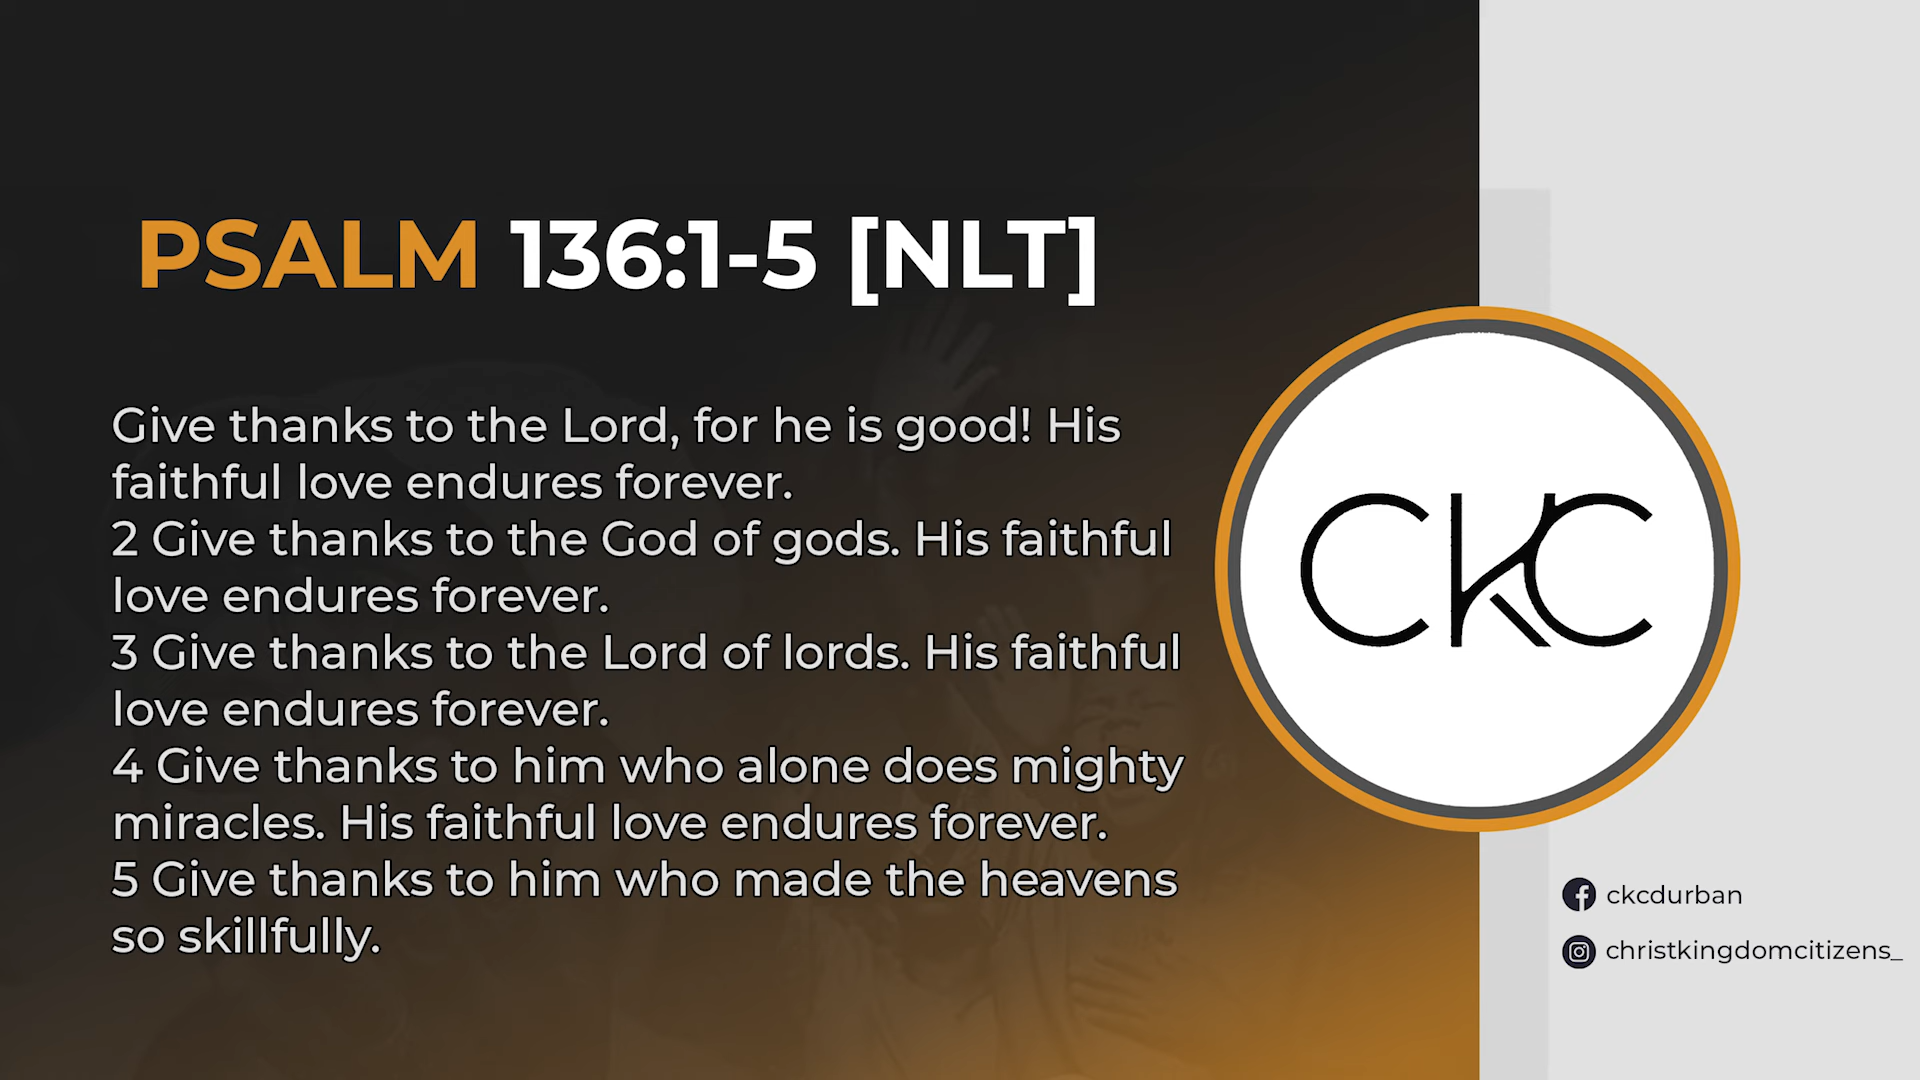 PSALM 136:1-5 [NLT]
Give thanks to the Lord, for he is good! His
faithful love endures forever.
2 Give thanks to the God of gods. His faithful
love endures forever.
3 Give thanks to the Lord of lords. His faithful
love endures forever.
4 Give thanks to him who alone does mighty
miracles. His faithful love endures forever.
5 Give thanks to him who made the heavens
so skillfully.
CKC
ckcdurban
christkingdomcitizens_